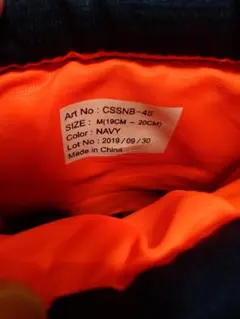 Art No : CSSNB-45
SIZE : M(19CM - 20CM)
Color : NAVY
Lot No : 2019 / 09 / 30
Made in China